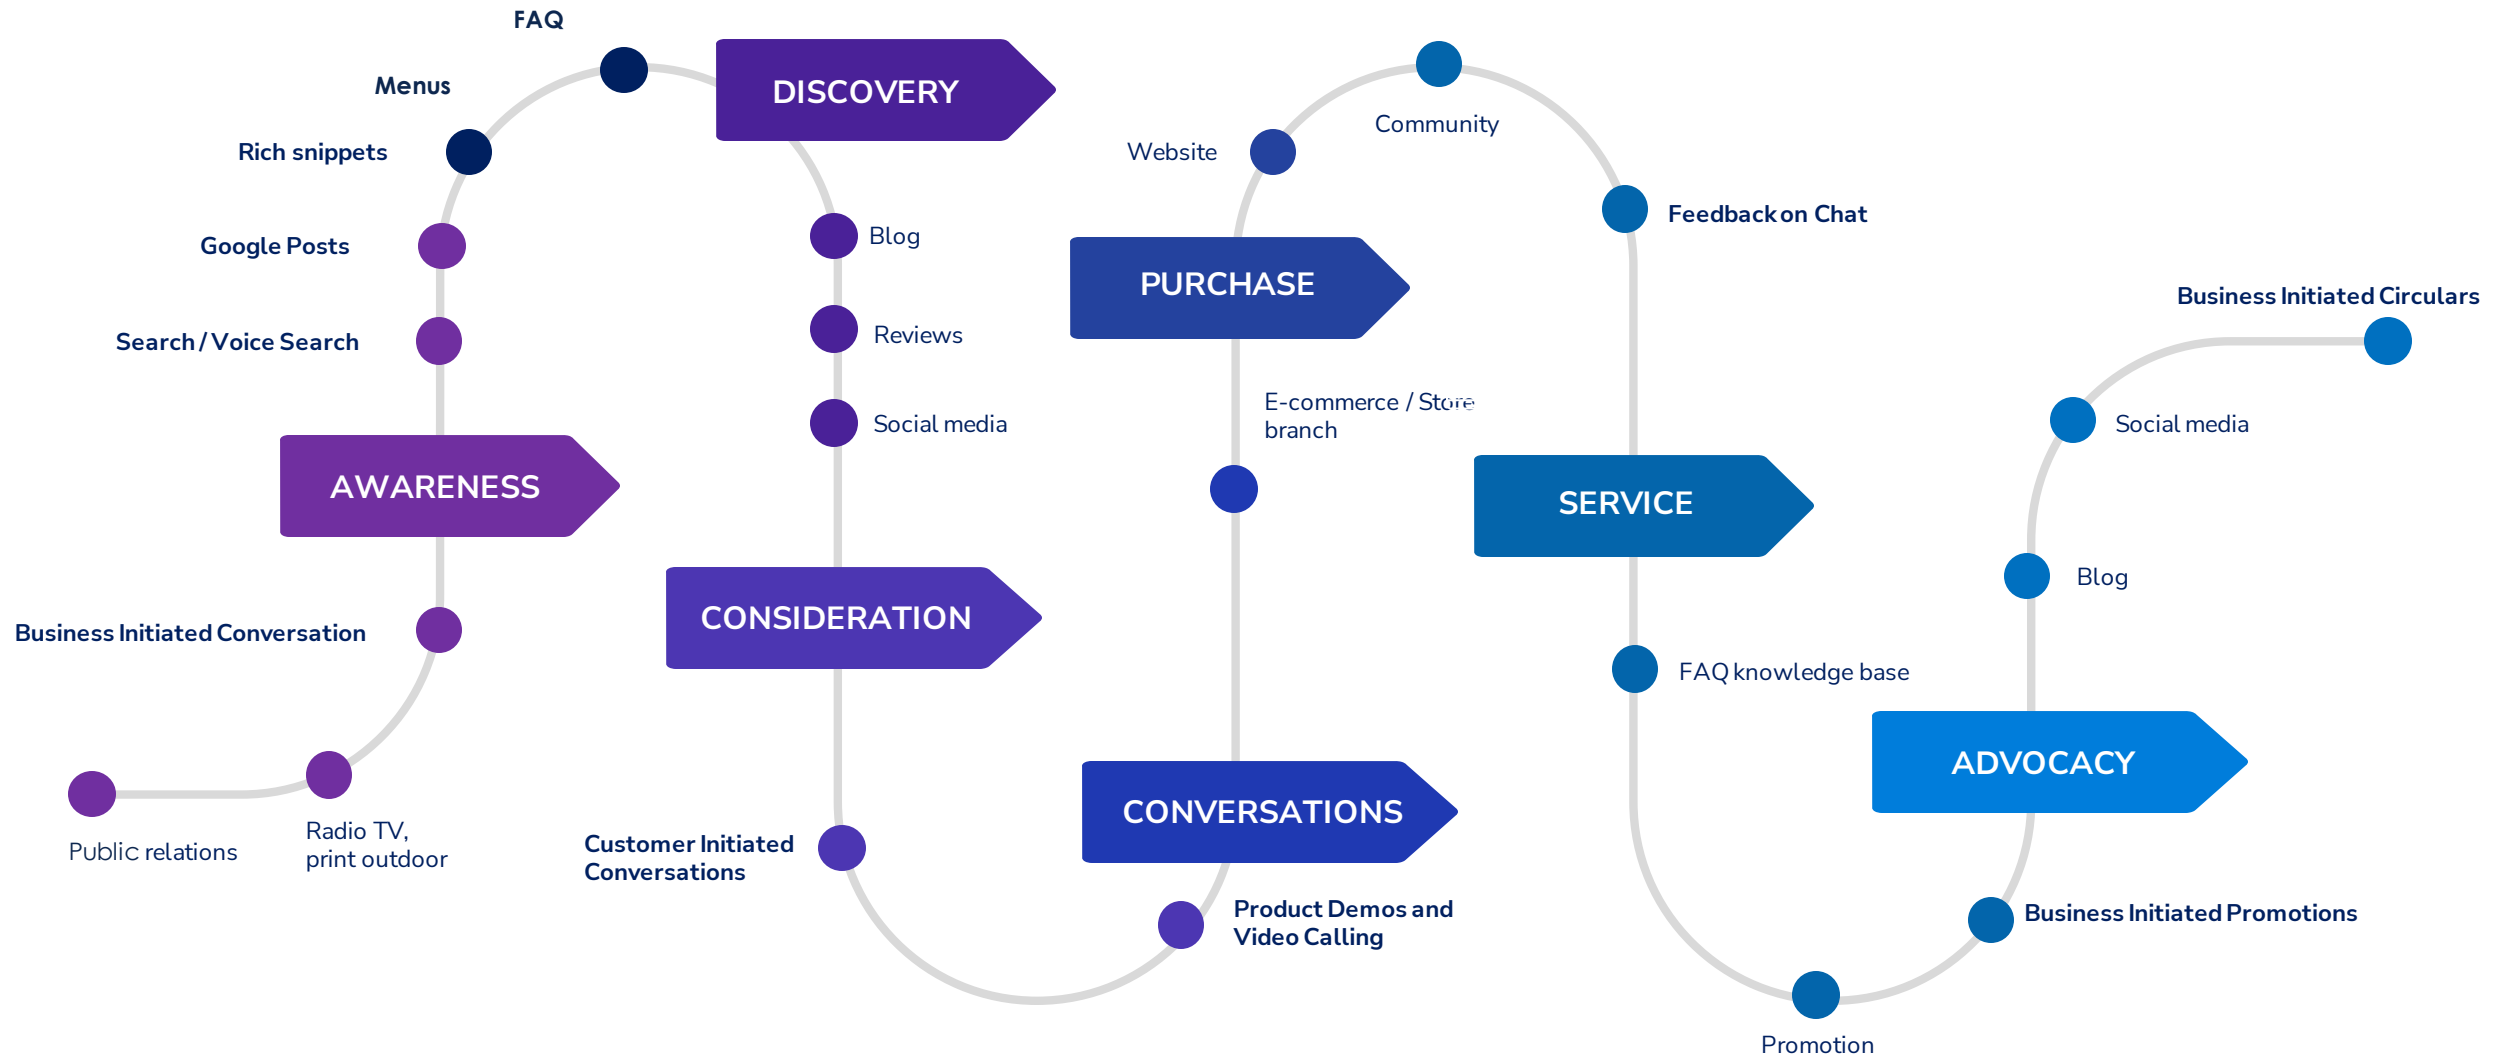 FAQ
Menus
Rich snippets
Google Posts
Search / Voice Search
AWARENESS
Business Initiated Conversation
Public relations
Radio TV,
print outdoor
DISCOVERY
Blog
Reviews
Social media
CONSIDERATION
Customer Initiated
Conversations
Product Demos and
Video Calling
CONVERSATIONS
E-commerce / Store
branch
PURCHASE
Website
Community
Feedback on Chat
SERVICE
FAQ knowledge base
Promotion
Business Initiated Promotions
ADVOCACY
Blog
Social media
Business Initiated Circulars